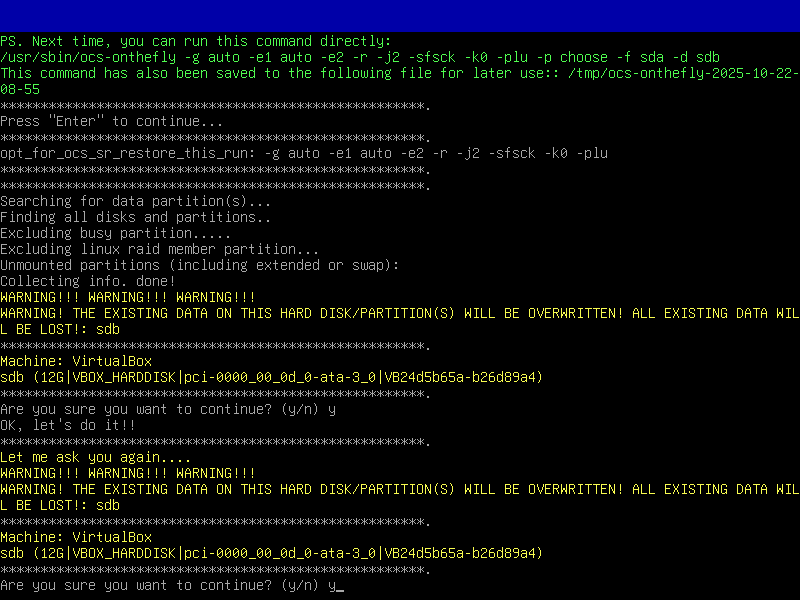 PS. Next time, you can run this command directly:
/usr/sbin/ocs-onthefly -g auto -e1 auto -e2 -r -j2 -sfsck -k0 -plu -p choose -f sda -d sdb
This command has also been saved to the following file for later use:: /tmp/ocs-onthefly-2025-10-22-
08-55
*****************************************************.
Press "Enter" to continue...
*****************************************************.
opt_for_ocs_sr_restore_this_run: -g auto -e1 auto -e2 -r -j2 -sfsck -k0 -plu
*****************************************************.
*****************************************************.
Searching for data partition(s)...
Finding all disks and partitions..
Excluding busy partition.....
Excluding linux raid member partition...
Unmounted partitions (including extended or swap):
Collecting info. done!
WARNING!!! WARNING!!! WARNING!!!
WARNING! THE EXISTING DATA ON THIS HARD DISK/PARTITION(S) WILL BE OVERWRITTEN! ALL EXISTING DATA WIL
L BE LOST!: sdb
*****************************************************.
Machine: VirtualBox
sdb (12G|VBOX_HARDDISK|pci-0000_00_0d_0-ata-3_0|VB24d5b65a-b26d89a4)
*****************************************************.
Are you sure you want to continue? (y/n) y
OK, let's do it!!
*****************************************************.
Let me ask you again....
WARNING!!! WARNING!!! WARNING!!!
WARNING! THE EXISTING DATA ON THIS HARD DISK/PARTITION(S) WILL BE OVERWRITTEN! ALL EXISTING DATA WIL
L BE LOST!: sdb
*****************************************************.
Machine: VirtualBox
sdb (12G|VBOX_HARDDISK|pci-0000_00_0d_0-ata-3_0|VB24d5b65a-b26d89a4)
*****************************************************.
Are you sure you want to continue? (y/n) y_